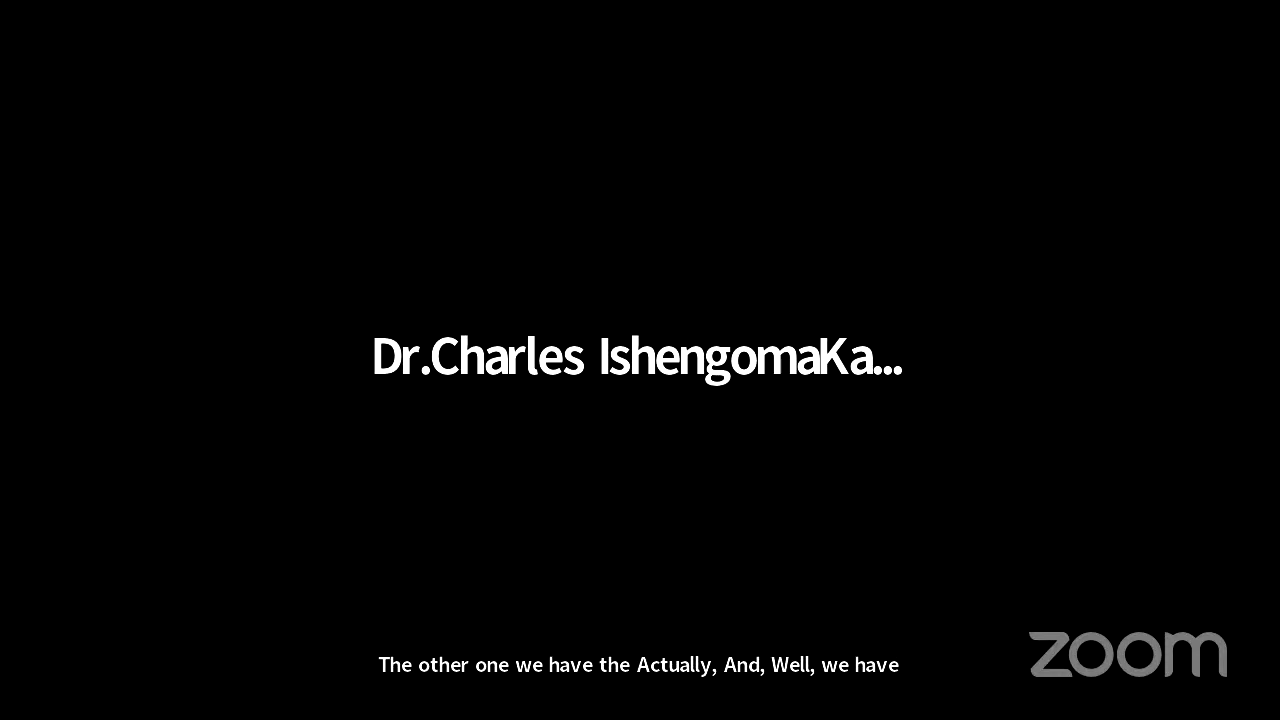 Dr.Charles IshengomaKa...
The other one we have the Actually, And, Well, we have
zoom